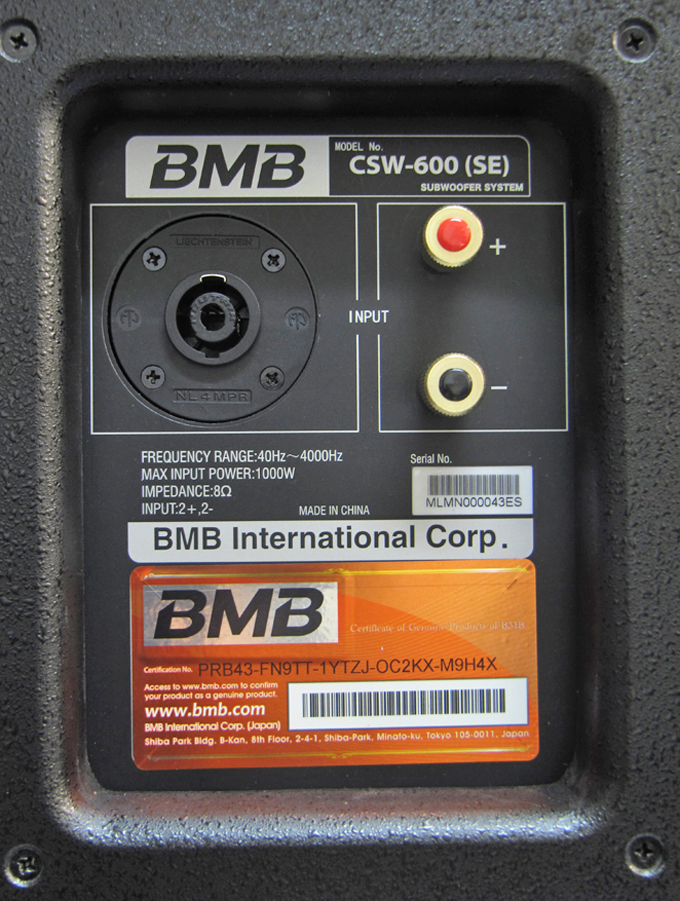 BMB
MODEL No.
CSW-600 (SE)
SUBWOOFER SYSTEM
LIECHTENSTEIN
NL4MPR
INPUT
+
−
FREQUENCY RANGE:40Hz~4000Hz
MAX INPUT POWER:1000W
IMPEDANCE:8Ω
INPUT:2+,2-
MADE IN CHINA
Serial No.
MLMN000043ES
BMB International Corp.
BMB
Certificate of Genuine Products of BMB
Certification No. PRB43-FN9TT-1YTZJ-OC2KX-M9H4X
Access to www.bmb.com to confirm
your product as a genuine product.
www.bmb.com
BMB International Corp. (Japan)
Shiba Park Bldg. B-Kan, 8th Floor, 2-4-1, Shiba-Park, Minato-ku, Tokyo 105-0011, Japan